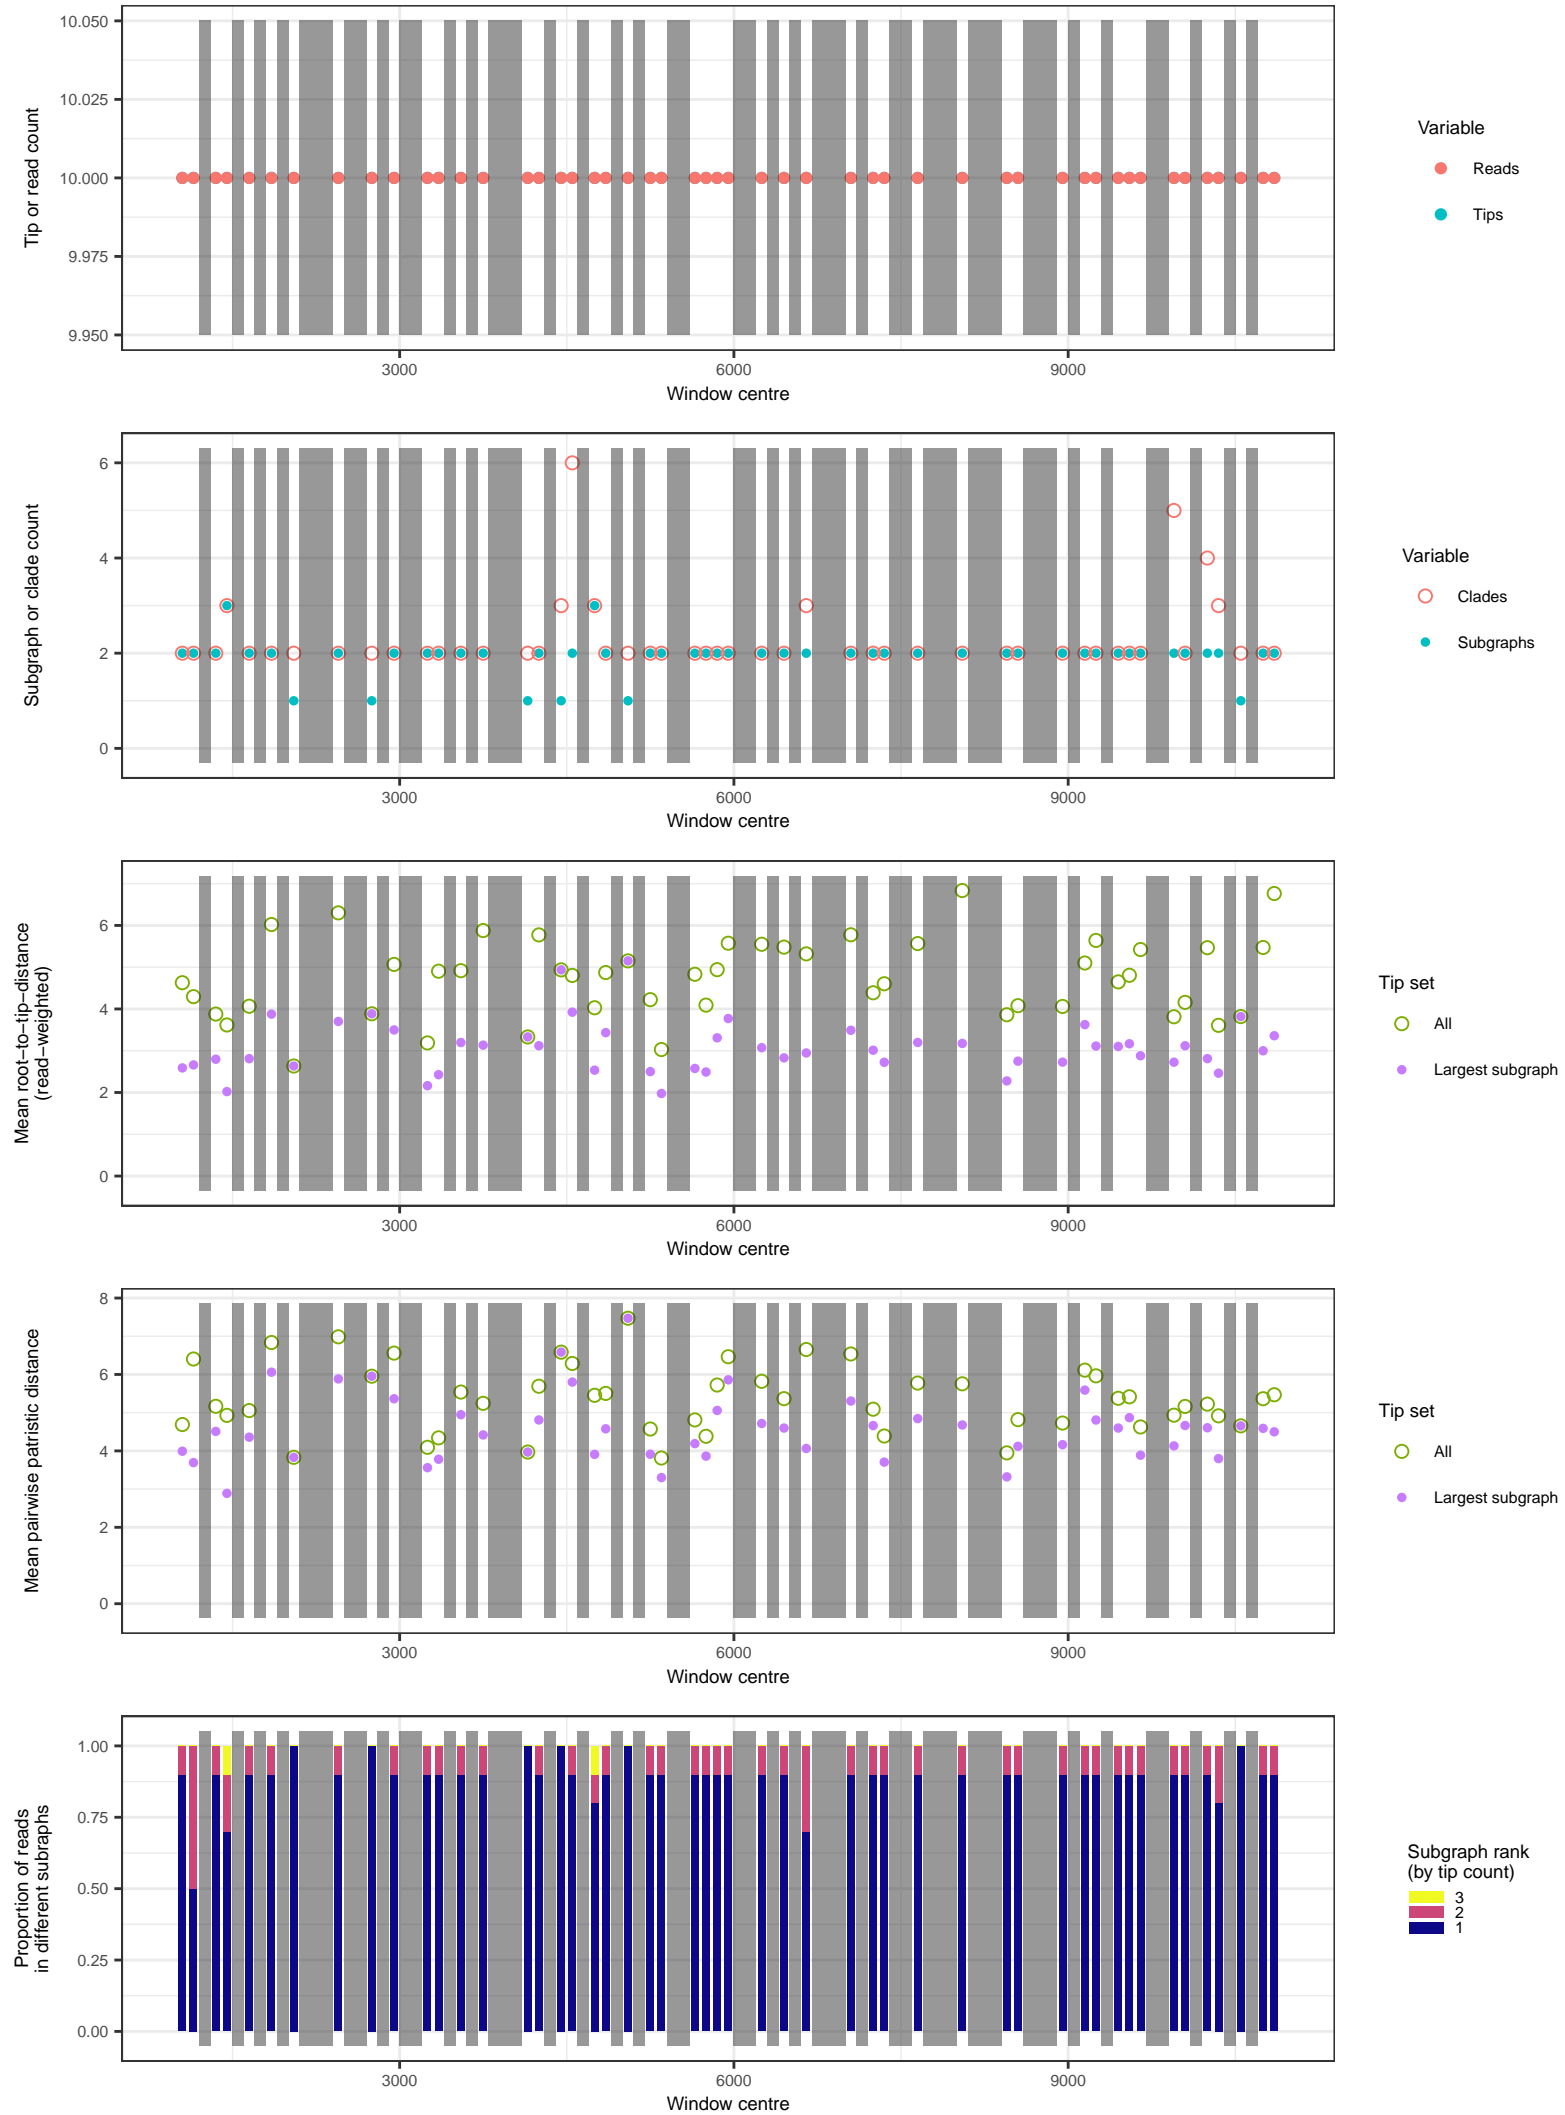 10.050
10.025
10.000
9.975
9.950
Tip or read count
3000
6000
9000
Window centre
Variable
Reads
Tips
6
4
2
0
Subgraph or clade count
3000
6000
9000
Window centre
Variable
Clades
Subgraphs
6
4
2
0
Mean root−to−tip−distance
(read−weighted)
3000
6000
9000
Window centre
Tip set
All
Largest subgraph
8
6
4
2
0
Mean pairwise patristic distance
3000
6000
9000
Window centre
Tip set
All
Largest subgraph
1.00
0.75
0.50
0.25
0.00
Proportion of reads
in different subraphs
3000
6000
9000
Window centre
Subgraph rank
(by tip count)
3
2
1